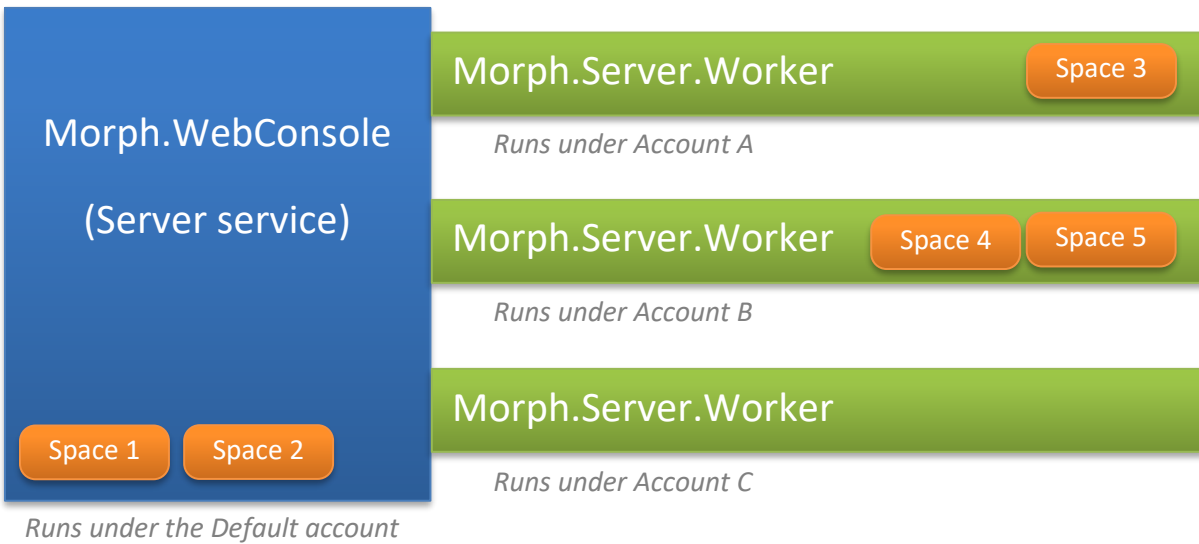 Morph.WebConsole
(Server service)
Space 1
Space 2
Runs under the Default account
Morph.Server.Worker
Space 3
Runs under Account A
Morph.Server.Worker
Space 4
Space 5
Runs under Account B
Morph.Server.Worker
Runs under Account C